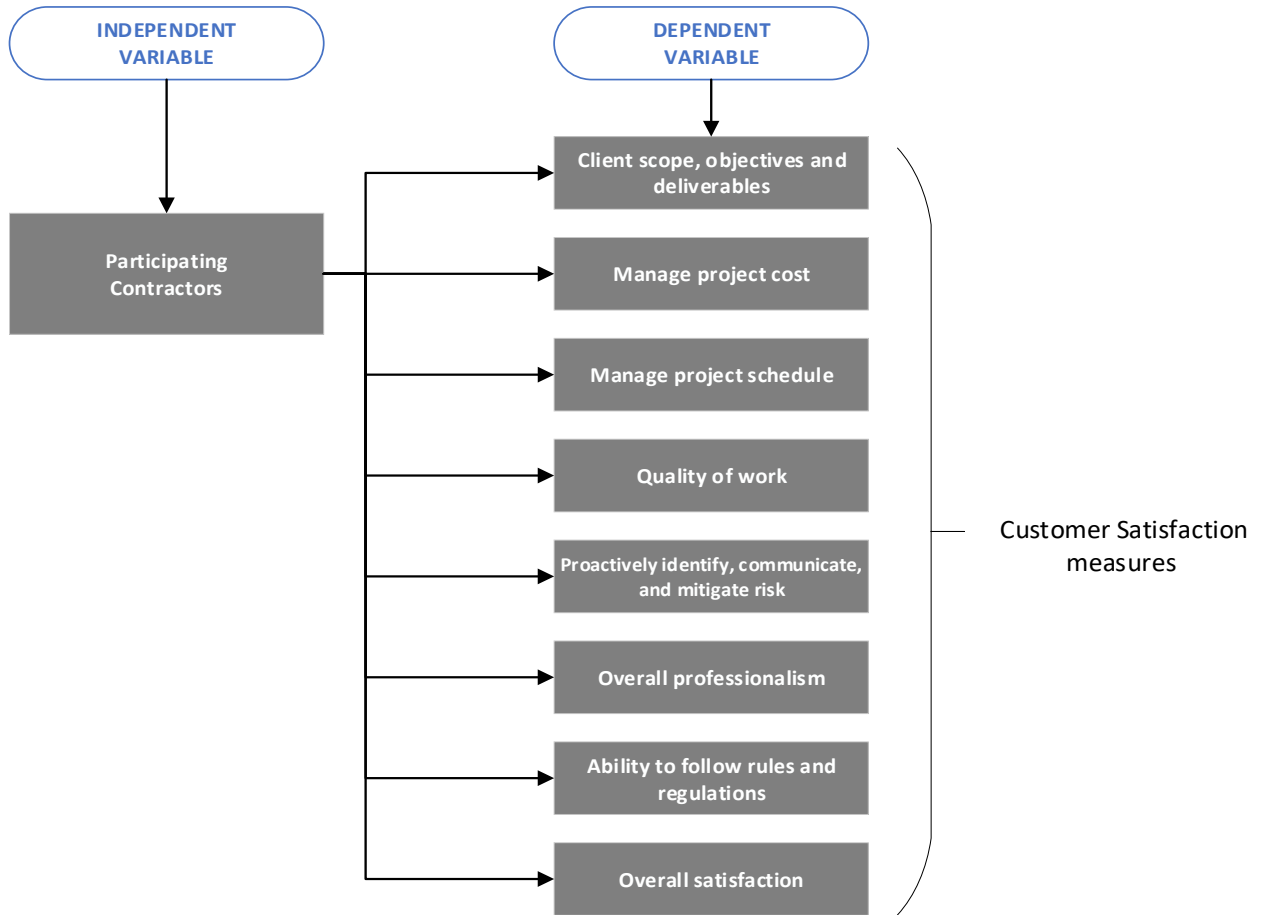 INDEPENDENT
VARIABLE
DEPENDENT
VARIABLE
Participating
Contractors
Client scope, objectives and
deliverables
Manage project cost
Manage project schedule
Quality of work
Proactively identify, communicate,
and mitigate risk
Overall professionalism
Ability to follow rules and
regulations
Overall satisfaction
Customer Satisfaction
measures